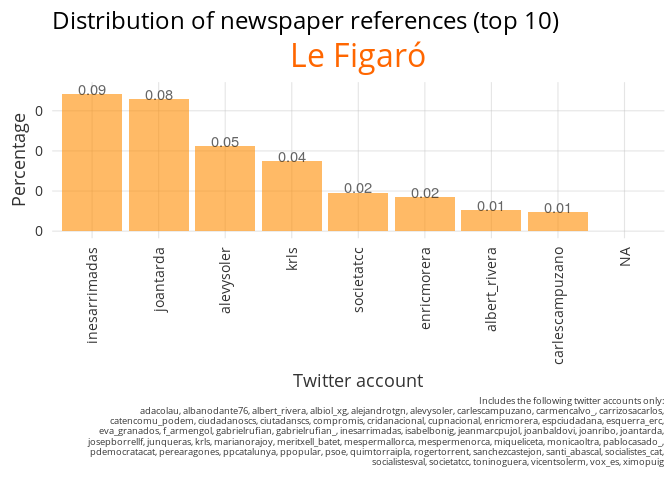 Distribution of newspaper references (top 10)
Le Figaró
Percentage
0
0
0
0
0.09
0.08
0.05
0.04
0.02
0.02
0.01
0.01
inesarrimadas
joantarda
alevysoler
krls
societatcc
enricmorera
albert_rivera
carlescampuzano
NA
Twitter account
Includes the following twitter accounts only:
adacolau, albanodante76, albert_rivera, albiol_xg, alejandrotgn, alevysoler, carlescampuzano, carmencalvo_, carrizosacarlos,
catencomu_podem, ciudadanoscs, ciutadanscs, compromis, cridanacional, cupnacional, enricmorera, espciudadana, esquerra_erc,
eva_granados, f_armengol, gabrielrufian, gabrielrufian_, inesarrimadas, isabelbonig, jeanmarcpujol, joanbaldovi, joanribo, joantarda,
josepborrellf, junqueras, krls, marianorajoy, meritxell_batet, mespermallorca, mespermenorca, miqueliceta, monicaoltra, pablocasado_,
pdemocratacat, perearagones, ppcatalunya, ppopular, psoe, quimtorraipla, rogertorrent, sanchezcastejon, santi_abascal, socialistes_cat,
socialistesval, societatcc, toninoguera, vicentsolerm, vox_es, ximopuig